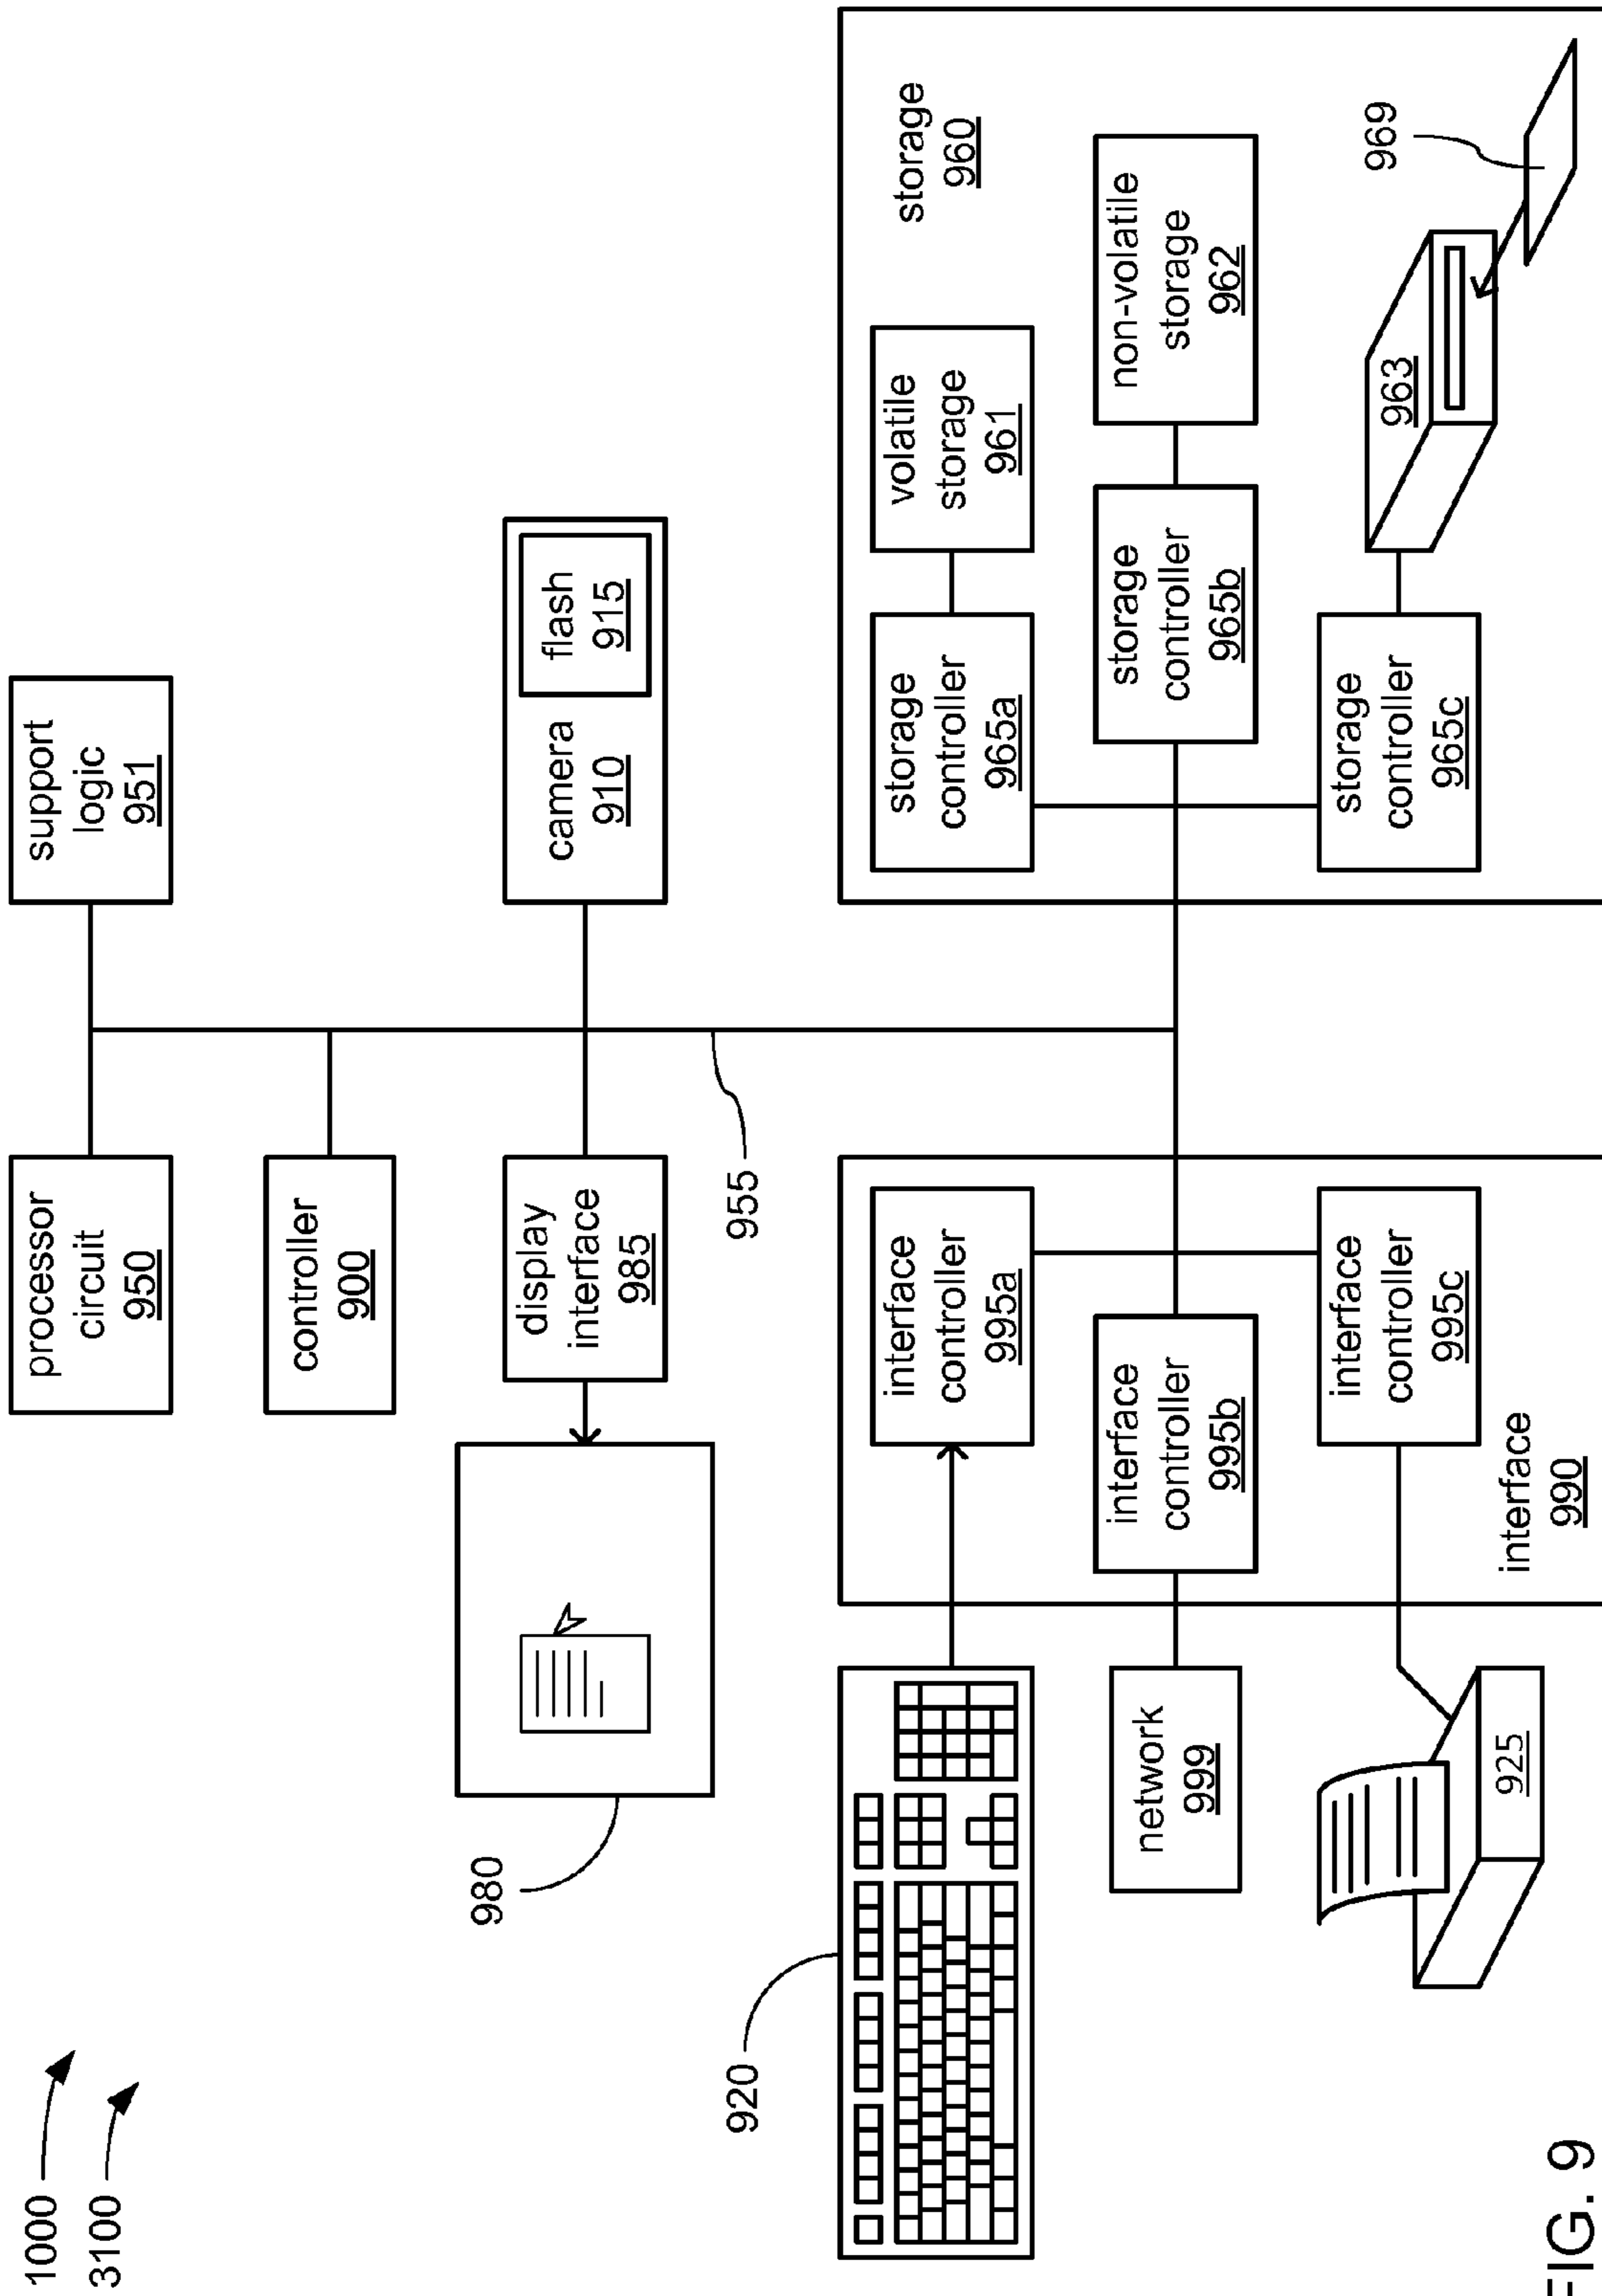 1000
3100
processor
circuit
950
support
logic
951
controller
900
980
display
interface
985
camera
910
flash
915
955
920
interface
controller
995a
storage
controller
965a
volatile
storage
961
storage
960
network
999
interface
controller
995b
storage
controller
965b
non-volatile
storage
962
925
interface
controller
995c
interface
990
storage
controller
965c
963
969
FIG. 9